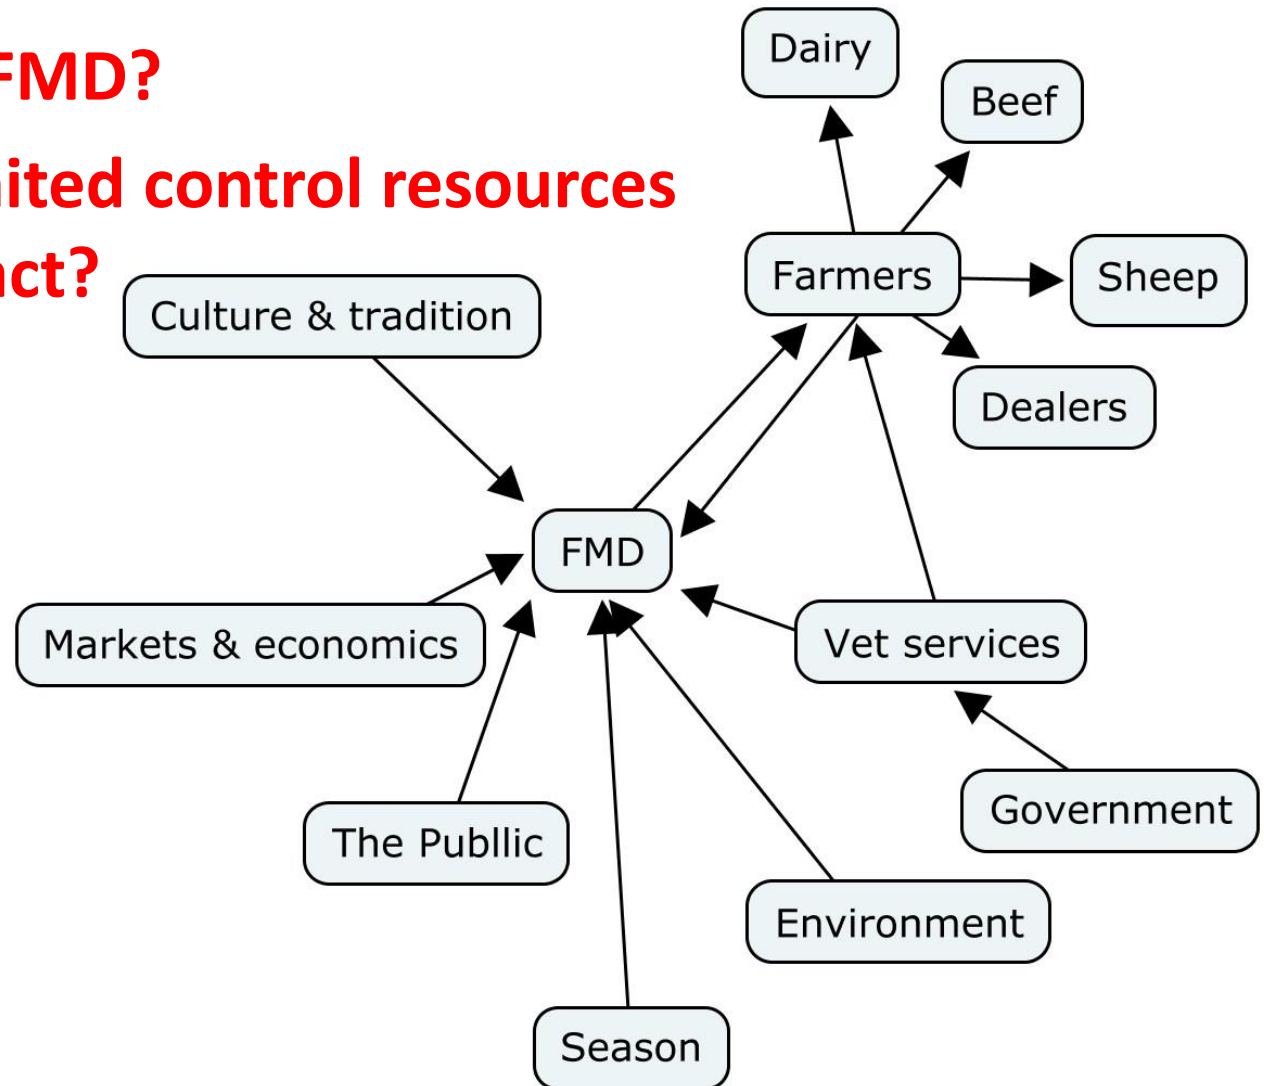 FMD?
ited control resources
act?
Dairy
Beef
Farmers
Sheep
Dealers
Culture & tradition
FMD
Markets & economics
Vet services
The Publlic
Government
Environment
Season